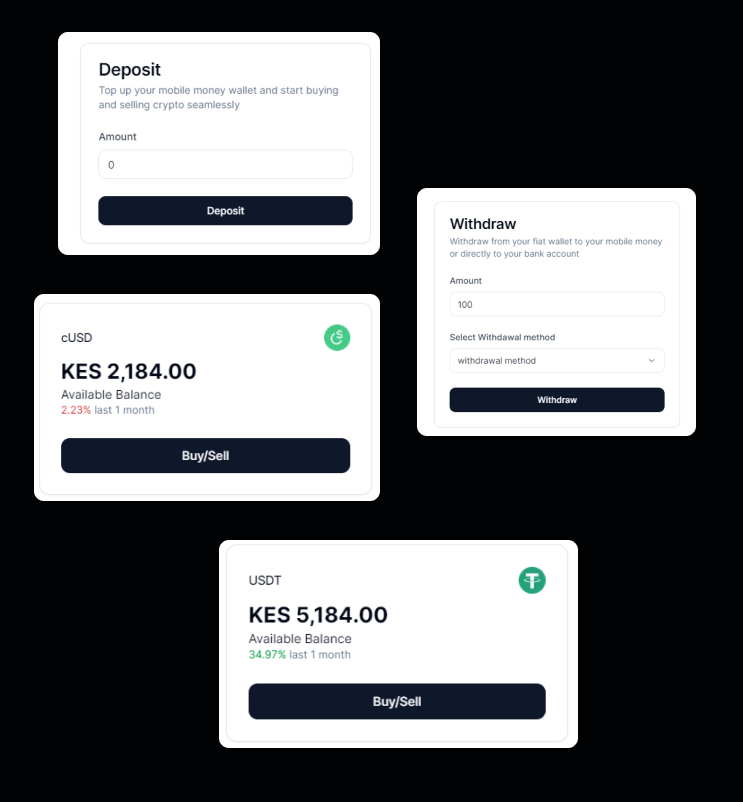 Deposit
Top up your mobile money wallet and start buying
and selling crypto seamlessly
Amount
0
Deposit
Withdraw
Withdraw from your fiat wallet to your mobile money
or directly to your bank account
Amount
100
Select Withdawal method
withdrawal method
Withdraw
cUSD
KES 2,184.00
Available Balance
2.23% last 1 month
Buy/Sell
USDT
KES 5,184.00
Available Balance
34.97% last 1 month
Buy/Sell